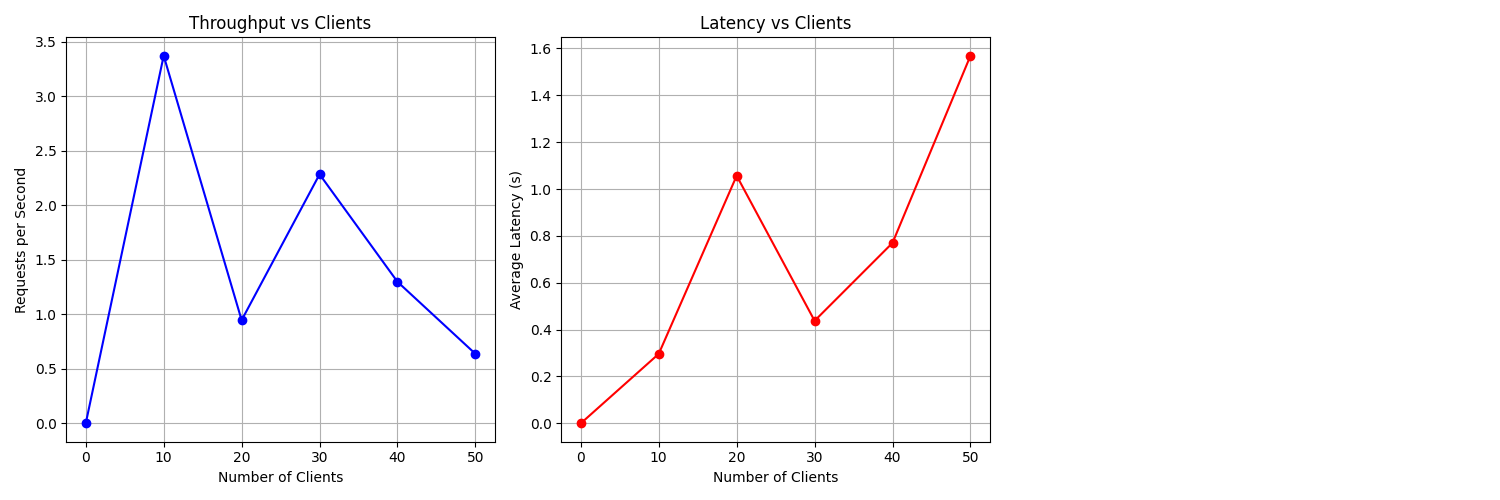 Throughput vs Clients
3.5
3.0
2.5
2.0
1.5
1.0
0.5
0.0
Requests per Second
0 10 20 30 40 50
Number of Clients
Latency vs Clients
1.6
1.4
1.2
1.0
0.8
0.6
0.4
0.2
0.0
Average Latency (s)
0 10 20 30 40 50
Number of Clients